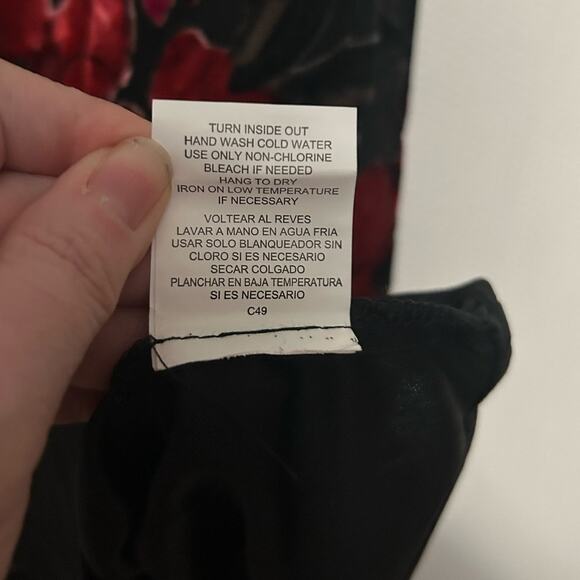 TURN INSIDE OUT
HAND WASH COLD WATER
USE ONLY NON-CHLORINE
BLEACH IF NEEDED
HANG TO DRY
IRON ON LOW TEMPERATURE
IF NECESSARY
VOLTEAR AL REVES
LAVAR A MANO EN AGUA FRIA
USAR SOLO BLANQUEADOR SIN
CLORO SI ES NECESARIO
SECAR COLGADO
PLANCHAR EN BAJA TEMPERATURA
SI ES NECESARIO
C49